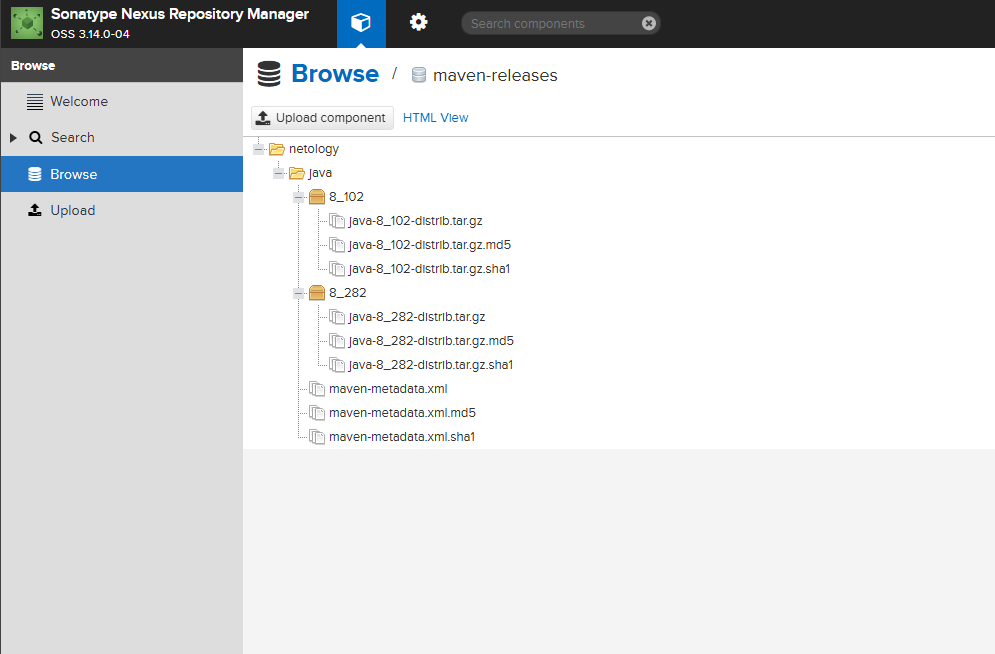 Sonatype Nexus Repository Manager
OSS 3.14.0-04
Search components
Browse
Welcome
Search
Browse
Upload
Browse / maven-releases
Upload component HTML View
netology
java
8_102
java-8_102-distrib.tar.gz
java-8_102-distrib.tar.gz.md5
java-8_102-distrib.tar.gz.sha1
8_282
java-8_282-distrib.tar.gz
java-8_282-distrib.tar.gz.md5
java-8_282-distrib.tar.gz.sha1
maven-metadata.xml
maven-metadata.xml.md5
maven-metadata.xml.sha1